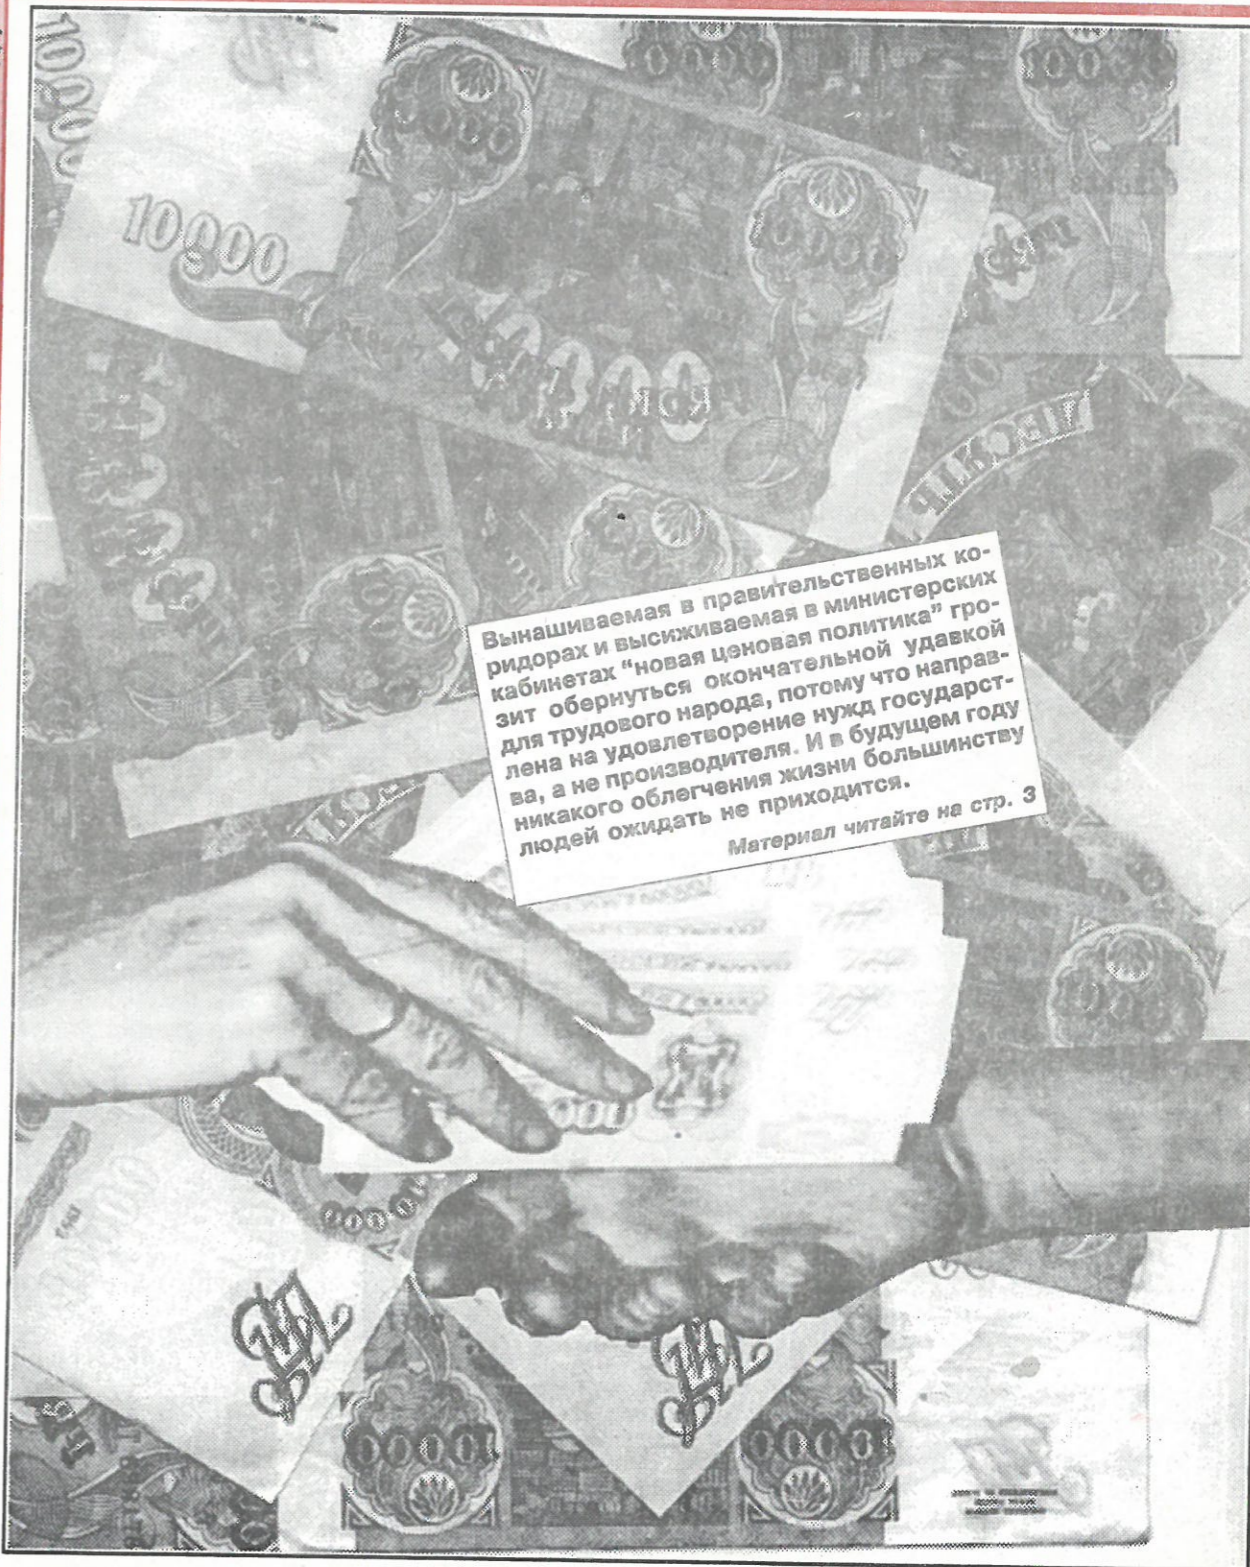 10000
10000
Вынашиваемая в правительственных ко-
ридорах и высиживаемая в министерских
кабинетах “новая ценовая политика” гро-
зит обернуться окончательной удавкой
для трудового народа, потому что направ-
лена на удовлетворение нужд государст-
ва, а не производителя. И в будущем году
никакого облегчения жизни большинству
людей ожидать не приходится.
Материал читайте на стр. 3
10000
10000